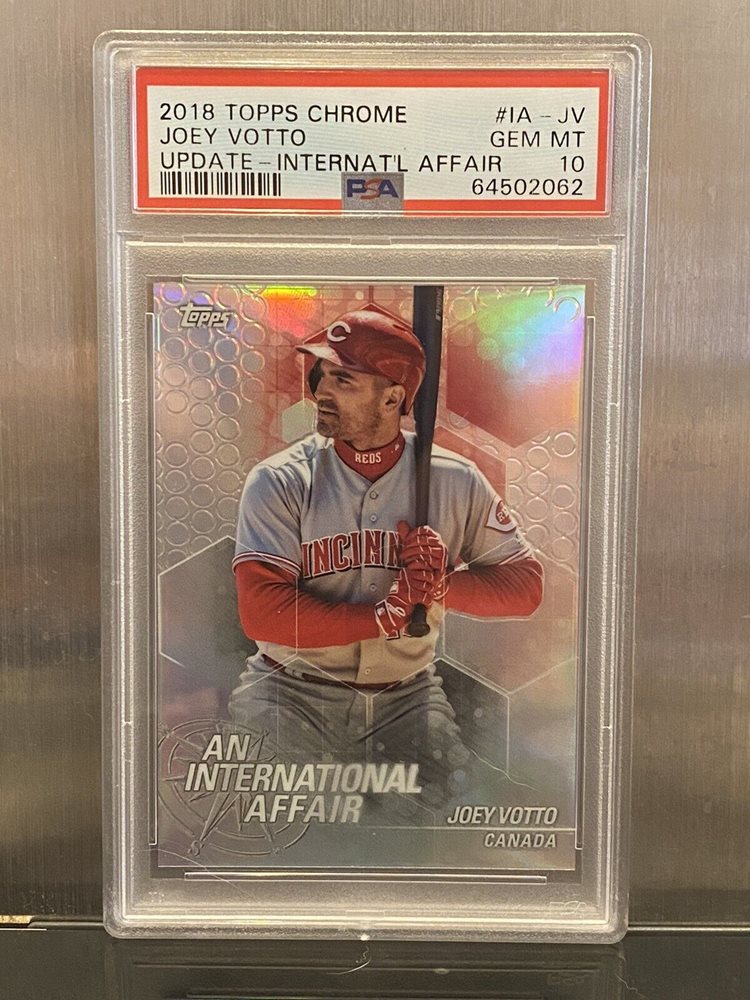 2018 TOPPS CHROME #IA-JV
JOEY VOTTO GEM MT
UPDATE-INTERNAT'L AFFAIR 10
PSA 64502062
Topps
C
REDS
INCINN
AN
INTERNATIONAL
AFFAIR
JOEY VOTTO
CANADA